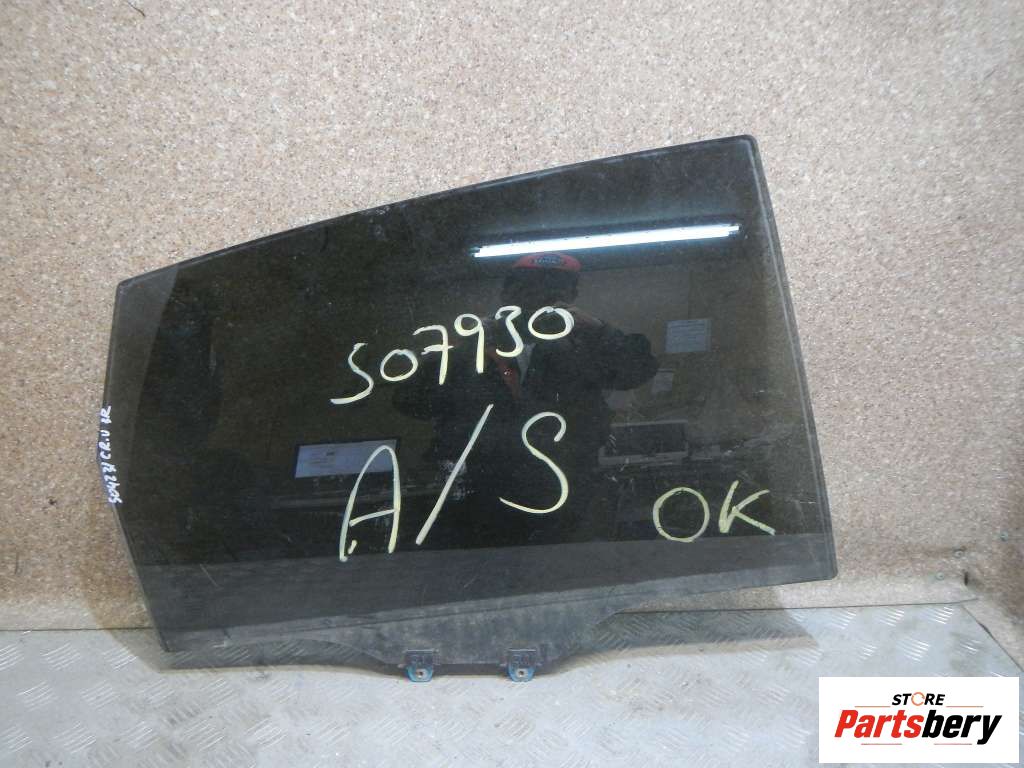 507930
A/S
OK
STORE
Partsbery